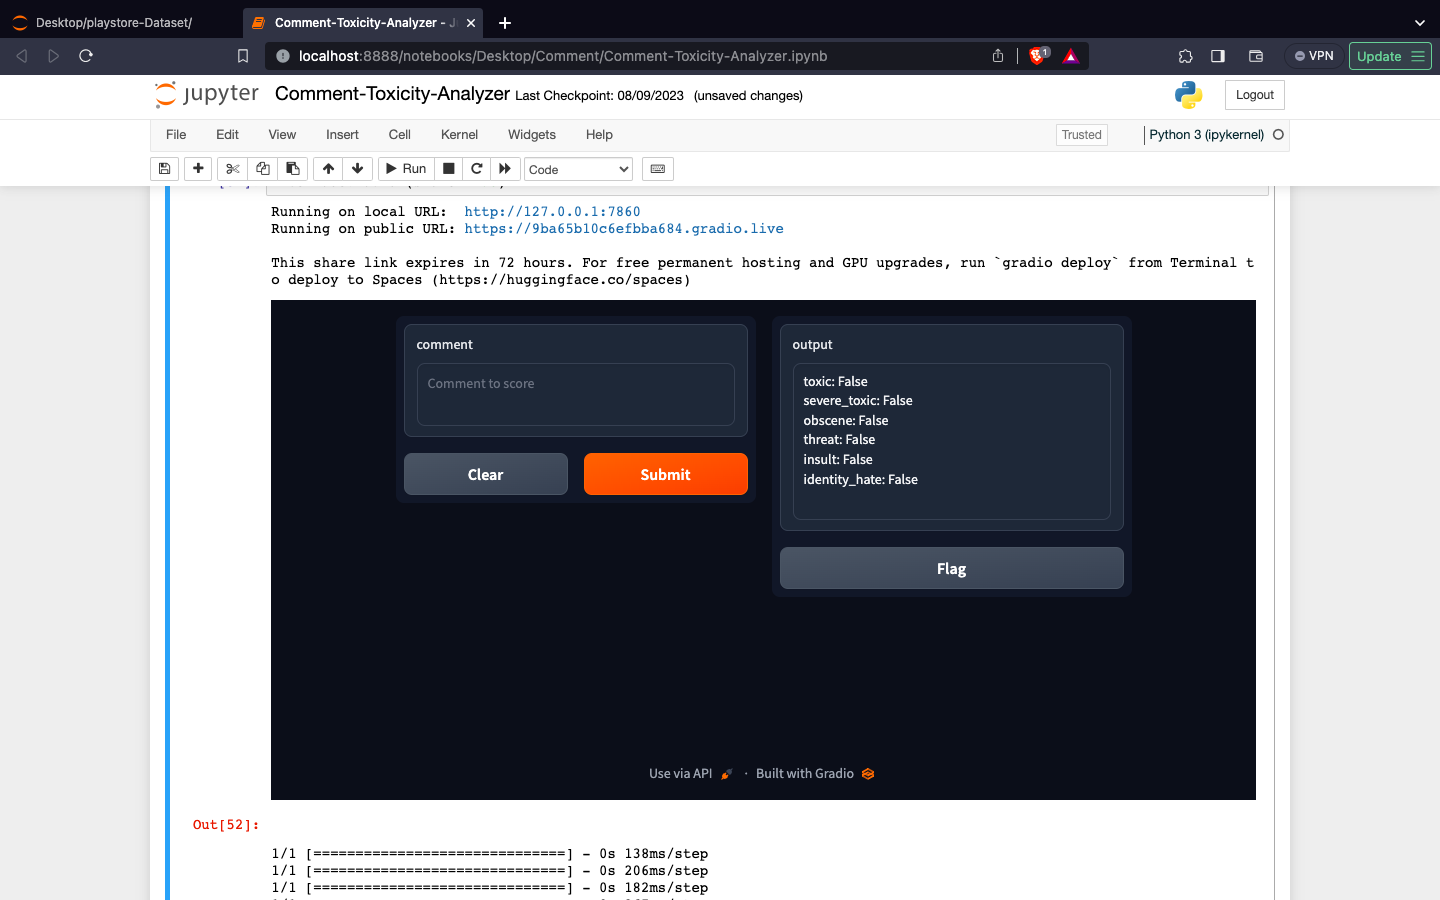 Desktop/playstore-Dataset/
Comment-Toxicity-Analyzer - J
localhost:8888/notebooks/Desktop/Comment/Comment-Toxicity-Analyzer.ipynb
1
VPN
Update
jupyter Comment-Toxicity-Analyzer Last Checkpoint: 08/09/2023 (unsaved changes)
Logout
File Edit View Insert Cell Kernel Widgets Help
Trusted
Python 3 (ipykernel)
Run
Code
Running on local URL: http://127.0.0.1:7860
Running on public URL: https://9ba65b10c6efbba684.gradio.live
This share link expires in 72 hours. For free permanent hosting and GPU upgrades, run `gradio deploy` from Terminal t
o deploy to Spaces (https://huggingface.co/spaces)
comment
Comment to score
Clear
Submit
output
toxic: False
severe_toxic: False
obscene: False
threat: False
insult: False
identity_hate: False
Flag
Use via API · Built with Gradio
Out[52]:
1/1 [==============================] - 0s 138ms/step
1/1 [==============================] - 0s 206ms/step
1/1 [==============================] - 0s 182ms/step